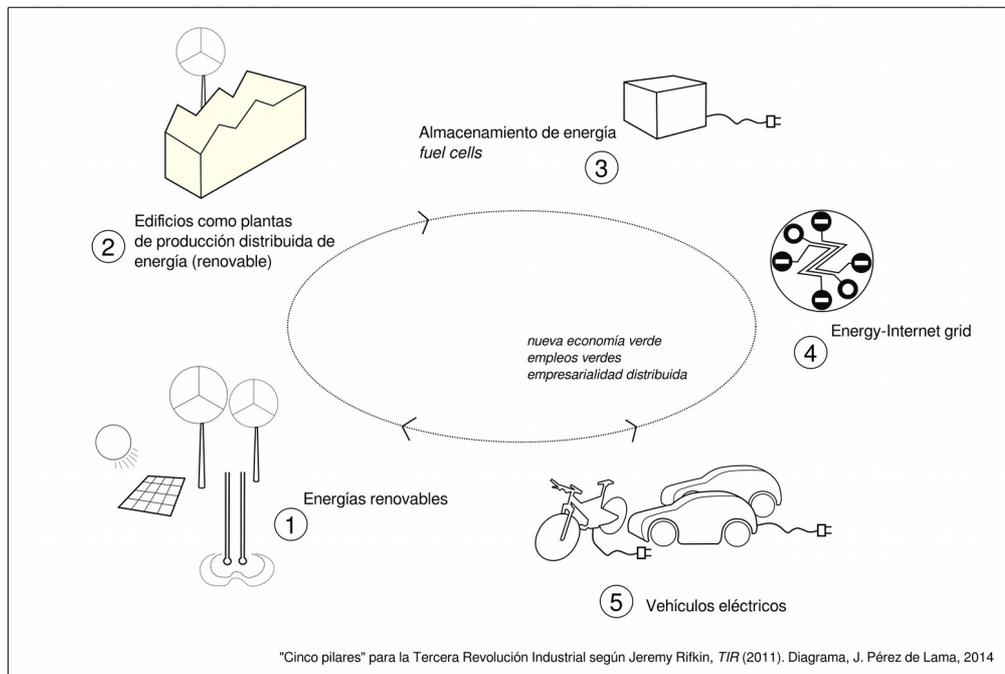 Almacenamiento de energía
fuel cells
3
2
Edificios como plantas
de producción distribuida de
energía (renovable)
4
Energy-Internet grid
nueva economía verde
empleos verdes
empresarialidad distribuida
1
Energías renovables
5
Vehículos eléctricos
"Cinco pilares" para la Tercera Revolución Industrial según Jeremy Rifkin, TIR (2011). Diagrama, J. Pérez de Lama, 2014